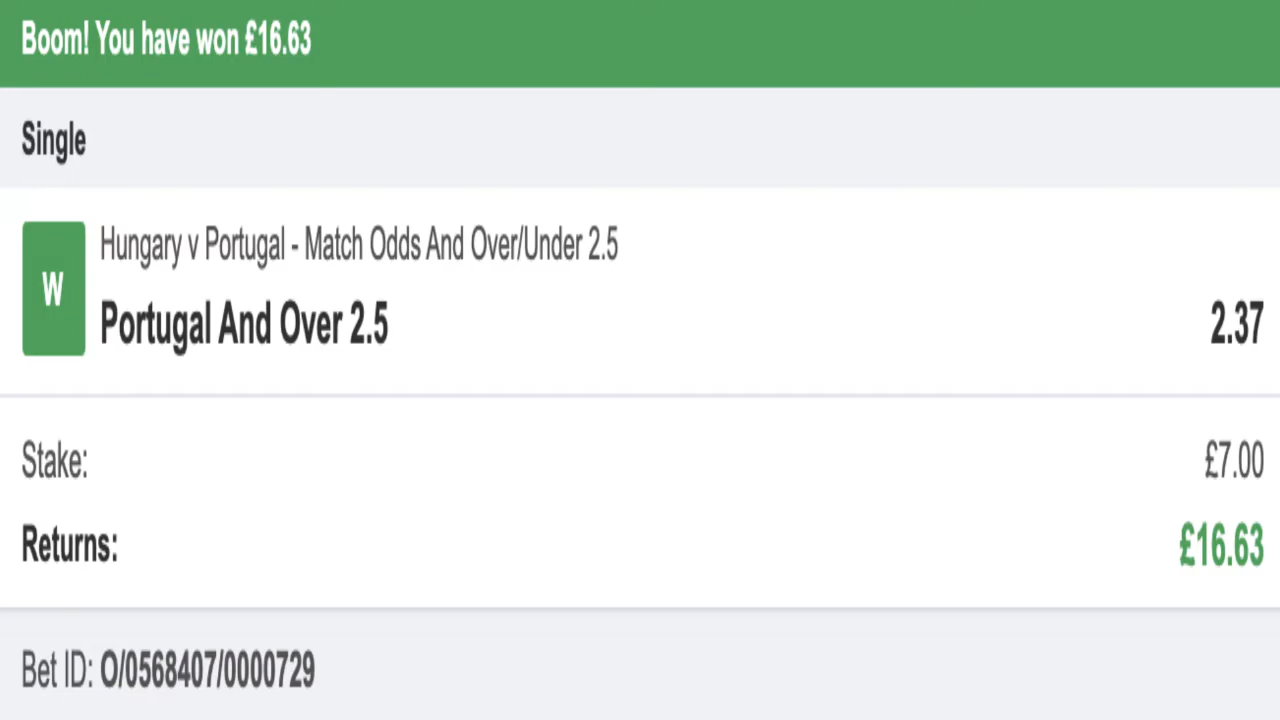 Boom! You have won £16.63
Single
W
Hungary v Portugal - Match Odds And Over/Under 2.5
Portugal And Over 2.5
2.37
Stake:
£7.00
Returns:
£16.63
Bet ID: O/0568407/0000729